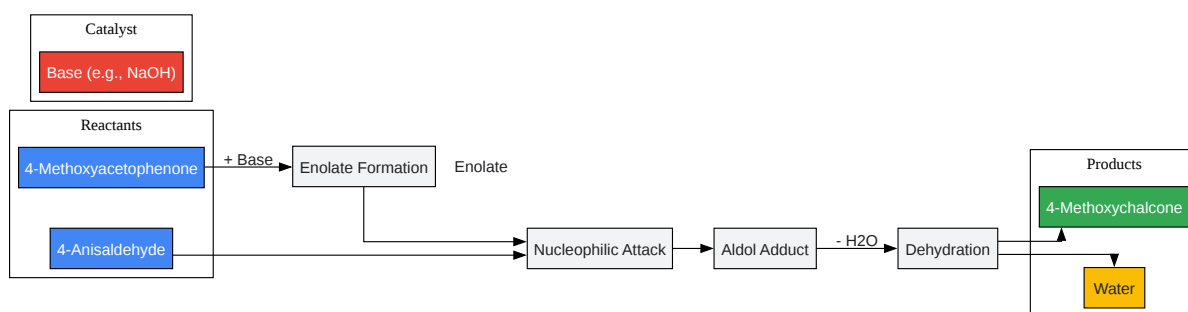 Catalyst
Base (e.g., NaOH)
Reactants
4-Methoxyacetophenone
+ Base
Enolate Formation
Enolate
4-Anisaldehyde
Nucleophilic Attack
Aldol Adduct
- H2O
Dehydration
Products
4-Methoxychalcone
Water